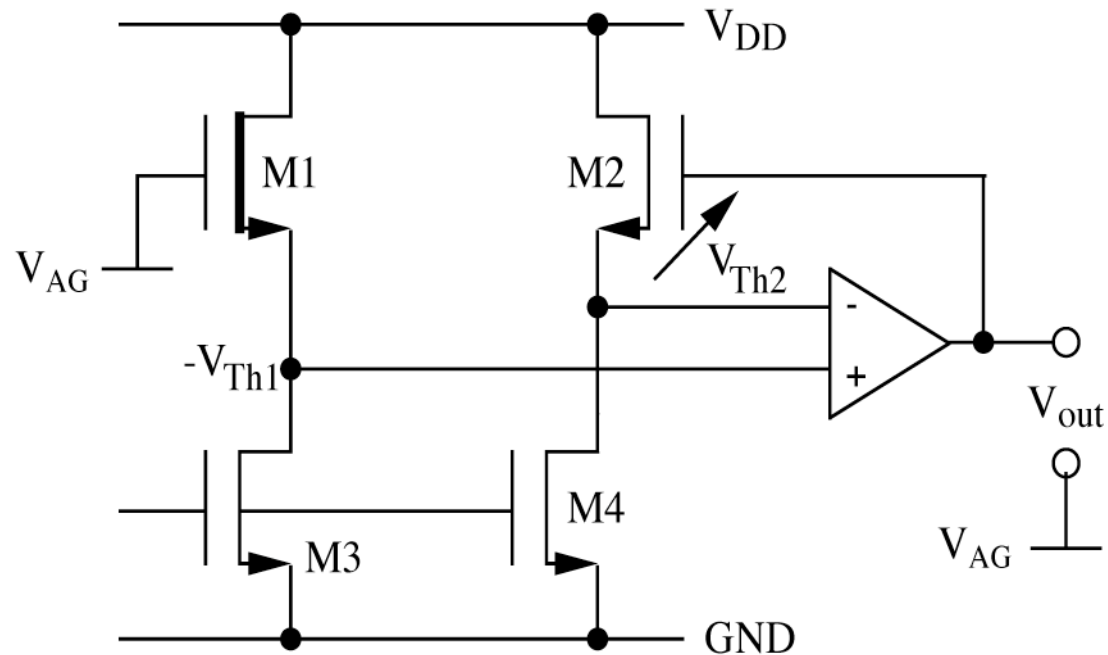 V_DD
M1
M2
V_AG
V_Th2
-
-V_Th1
+
V_out
M4
M3
V_AG
GND